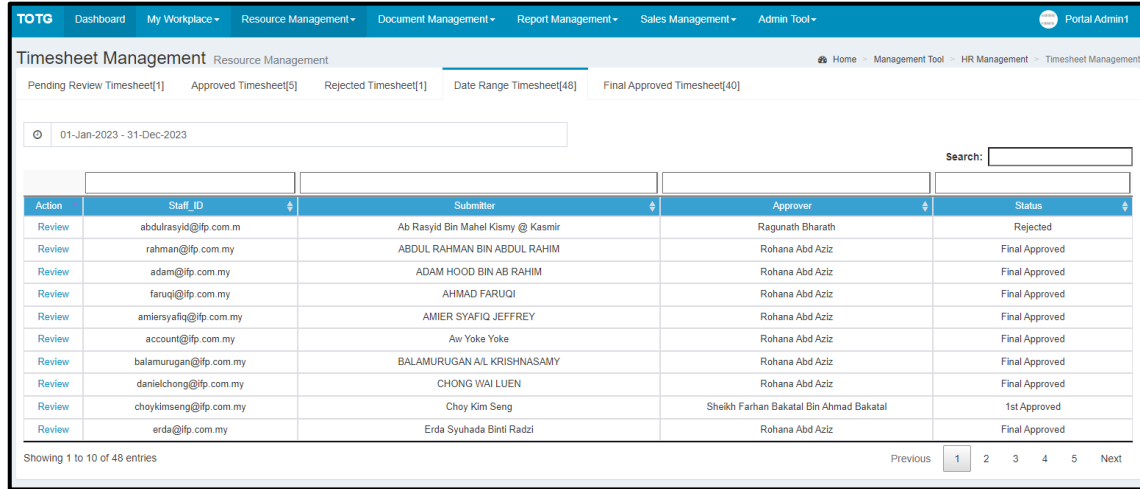 TOTG Dashboard My Workplace Resource Management Document Management Report Management Sales Management Admin Tool Portal Admin1
Timesheet Management Resource Management Home > Management Tool > HR Management > Timesheet Management
Pending Review Timesheet[1] Approved Timesheet[5] Rejected Timesheet[1] Date Range Timesheet[48] Final Approved Timesheet[40]
01-Jan-2023 - 31-Dec-2023
Search:
Action Staff_ID Submitter Approver Status
Review abdulrasyid@ifp.com.m Ab Rasyid Bin Mahel Kismy @ Kasmir Ragunath Bharath Rejected
Review rahman@ifp.com.my ABDUL RAHMAN BIN ABDUL RAHIM Rohana Abd Aziz Final Approved
Review adam@ifp.com.my ADAM HOOD BIN AB RAHIM Rohana Abd Aziz Final Approved
Review faruqi@ifp.com.my AHMAD FARUQI Rohana Abd Aziz Final Approved
Review amiersyafiq@ifp.com.my AMIER SYAFIQ JEFFREY Rohana Abd Aziz Final Approved
Review account@ifp.com.my Aw Yoke Yoke Rohana Abd Aziz Final Approved
Review balamurugan@ifp.com.my BALAMURUGAN A/L KRISHNASAMY Rohana Abd Aziz Final Approved
Review danielchong@ifp.com.my CHONG WAI LUEN Rohana Abd Aziz Final Approved
Review choykimseng@ifp.com.my Choy Kim Seng Sheikh Farhan Bakatal Bin Ahmad Bakatal 1st Approved
Review erda@ifp.com.my Erda Syuhada Binti Radzi Rohana Abd Aziz Final Approved
Showing 1 to 10 of 48 entries Previous 1 2 3 4 5 Next